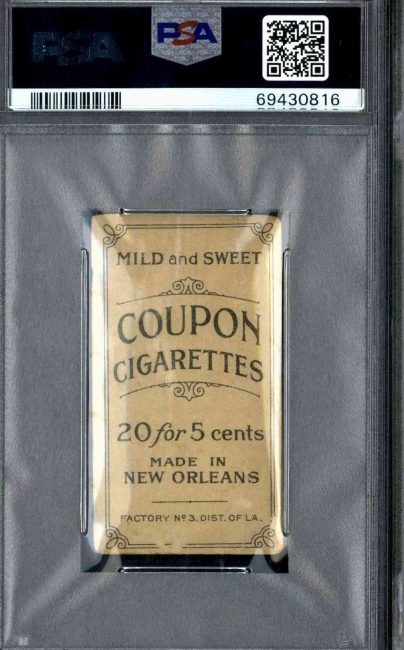 PSA
PSA
69430816
MILD and SWEET
COUPON
CIGARETTES
20 for 5 cents
MADE IN
NEW ORLEANS
FACTORY Nº 3. DIST. OF LA.